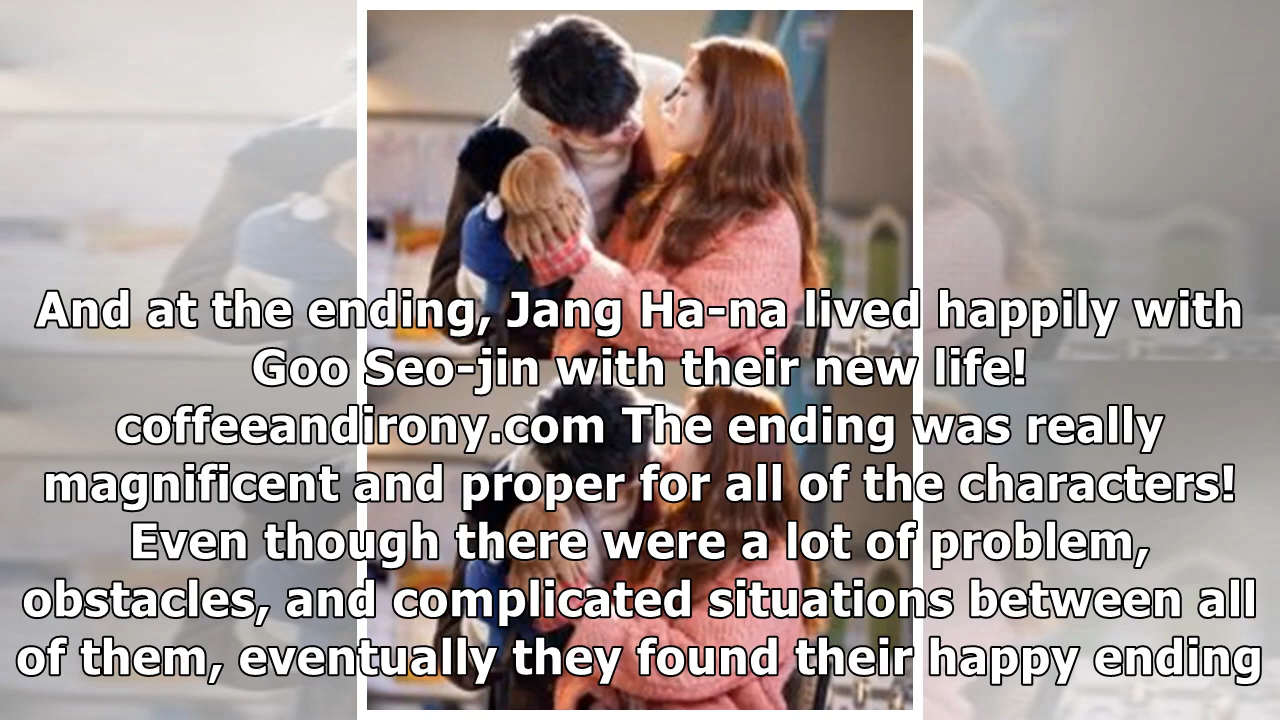 And at the ending, Jang Ha-na lived happily with
Goo Seo-jin with their new life!
coffeeandirony.com The ending was really
magnificent and proper for all of the characters!
Even though there were a lot of problem,
obstacles, and complicated situations between all
of them, eventually they found their happy ending